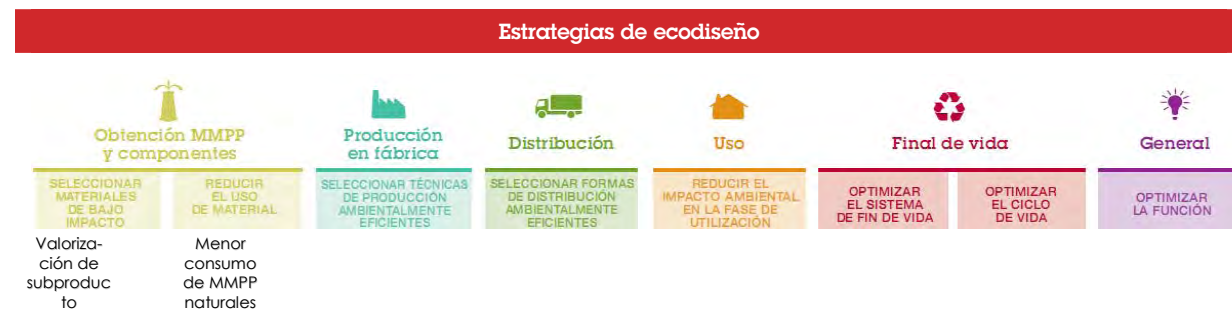 Estrategias de ecodiseño
Obtención MMPP
y componentes
Producción
en fábrica
Distribución
Uso
Final de vida
General
SELECCIONAR
MATERIALES
DE BAJO
IMPACTO
REDUCIR
EL USO
DE MATERIAL
SELECCIONAR TÉCNICAS
DE PRODUCCIÓN
AMBIENTALMENTE
EFICIENTES
SELECCIONAR FORMAS
DE DISTRIBUCIÓN
AMBIENTALMENTE
EFICIENTES
REDUCIR EL
IMPACTO AMBIENTAL
EN LA FASE DE
UTILIZACIÓN
OPTIMIZAR
EL SISTEMA
DE FIN DE VIDA
OPTIMIZAR
EL CICLO
DE VIDA
OPTIMIZAR
LA FUNCIÓN
Valoriza-
ción de
subproduc
to
Menor
consumo
de MMPP
naturales